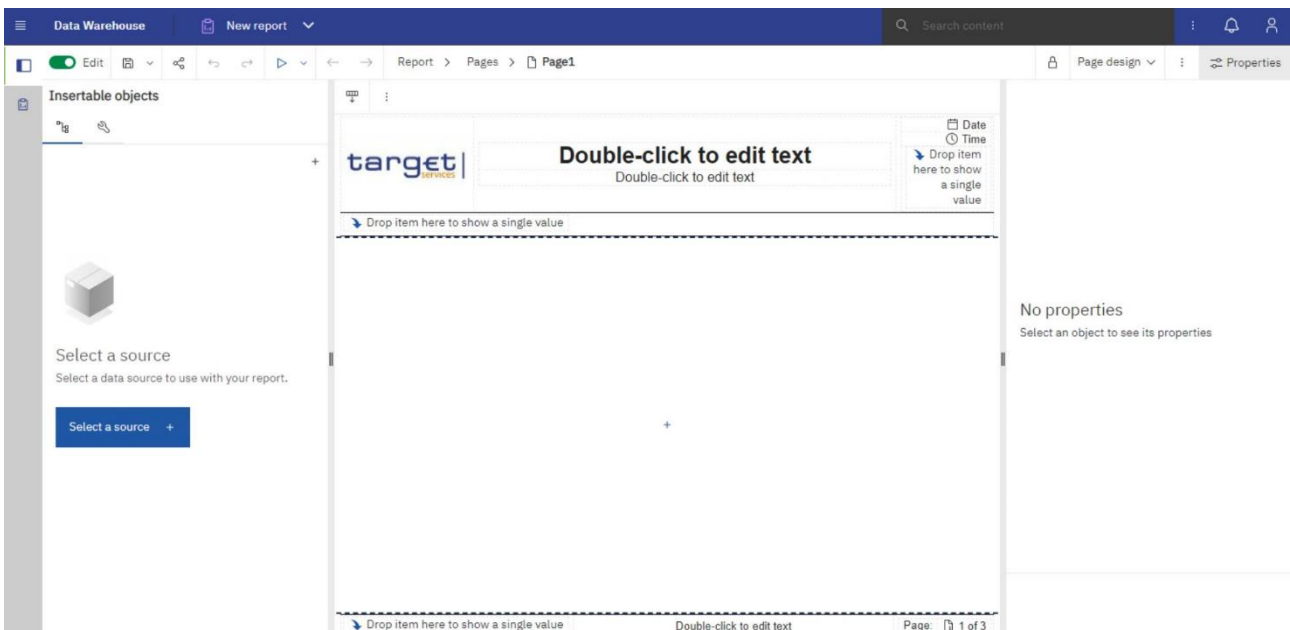 Data Warehouse
New report
Search content
Edit
Report > Pages > Page1
Page design
Properties
Insertable objects
target
services
Double-click to edit text
Double-click to edit text
Date
Time
Drop item
here to show
a single
value
Drop item here to show a single value
Select a source
Select a data source to use with your report.
Select a source +
No properties
Select an object to see its properties
Drop item here to show a single value
Double-click to edit text
Page: 1 of 3